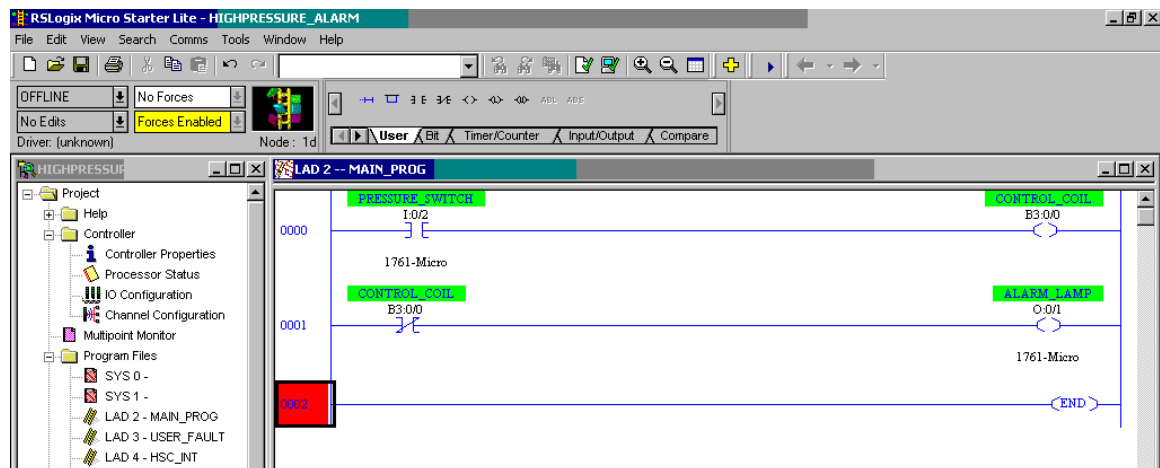 RSLogix Micro Starter Lite - HIGHPRESSURE_ALARM
File Edit View Search Comms Tools Window Help
OFFLINE No Forces
No Edits Forces Enabled
ABL ABS
Driver: (unknown) Node : 1d
User Bit Timer/Counter Input/Output Compare
HIGHPRESSUR
LAD 2 -- MAIN_PROG
Project
Help
Controller
Controller Properties
Processor Status
IO Configuration
Channel Configuration
Multipoint Monitor
Program Files
SYS 0 -
SYS 1 -
LAD 2 - MAIN_PROG
LAD 3 - USER_FAULT
LAD 4 - HSC_INT
PRESSURE_SWITCH CONTROL_COIL
I:0/2 B3:0/0
0000
1761-Micro
CONTROL_COIL ALARM_LAMP
B3:0/0 O:0/1
0001
1761-Micro
0002 END